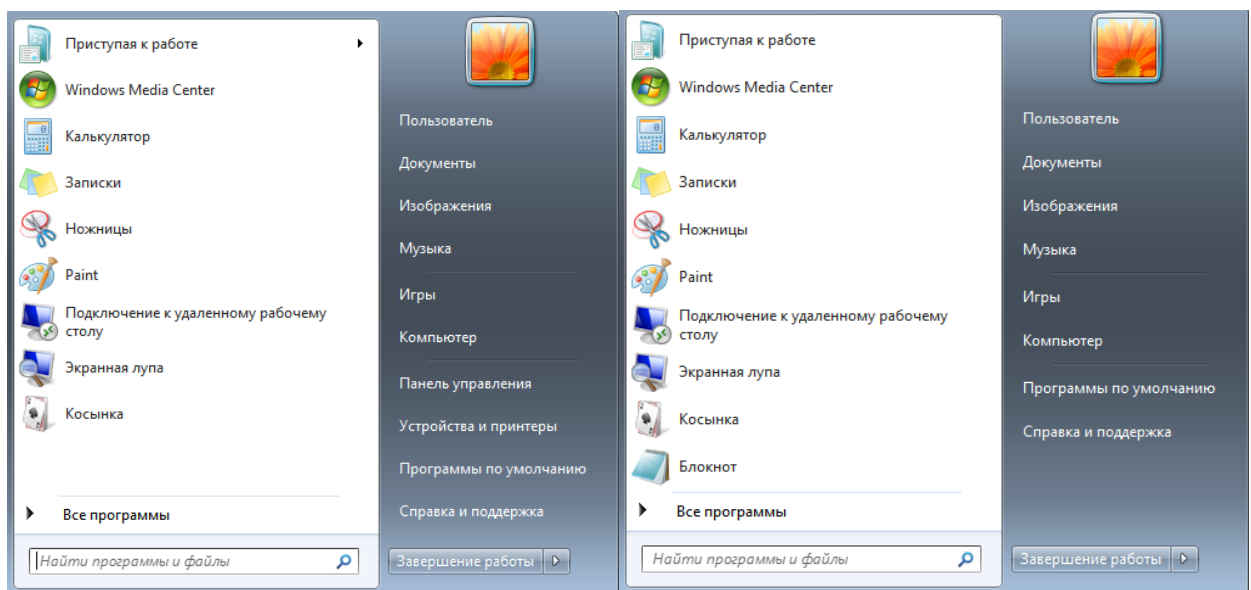 Приступая к работе
Windows Media Center
Калькулятор
Записки
Ножницы
Paint
Подключение к удаленному рабочему
столу
Экранная лупа
Косынка
Все программы
Найти программы и файлы
Пользователь
Документы
Изображения
Музыка
Игры
Компьютер
Панель управления
Устройства и принтеры
Программы по умолчанию
Справка и поддержка
Завершение работы
Приступая к работе
Windows Media Center
Калькулятор
Записки
Ножницы
Paint
Подключение к удаленному рабочему
столу
Экранная лупа
Косынка
Блокнот
Все программы
Найти программы и файлы
Пользователь
Документы
Изображения
Музыка
Игры
Компьютер
Программы по умолчанию
Справка и поддержка
Завершение работы